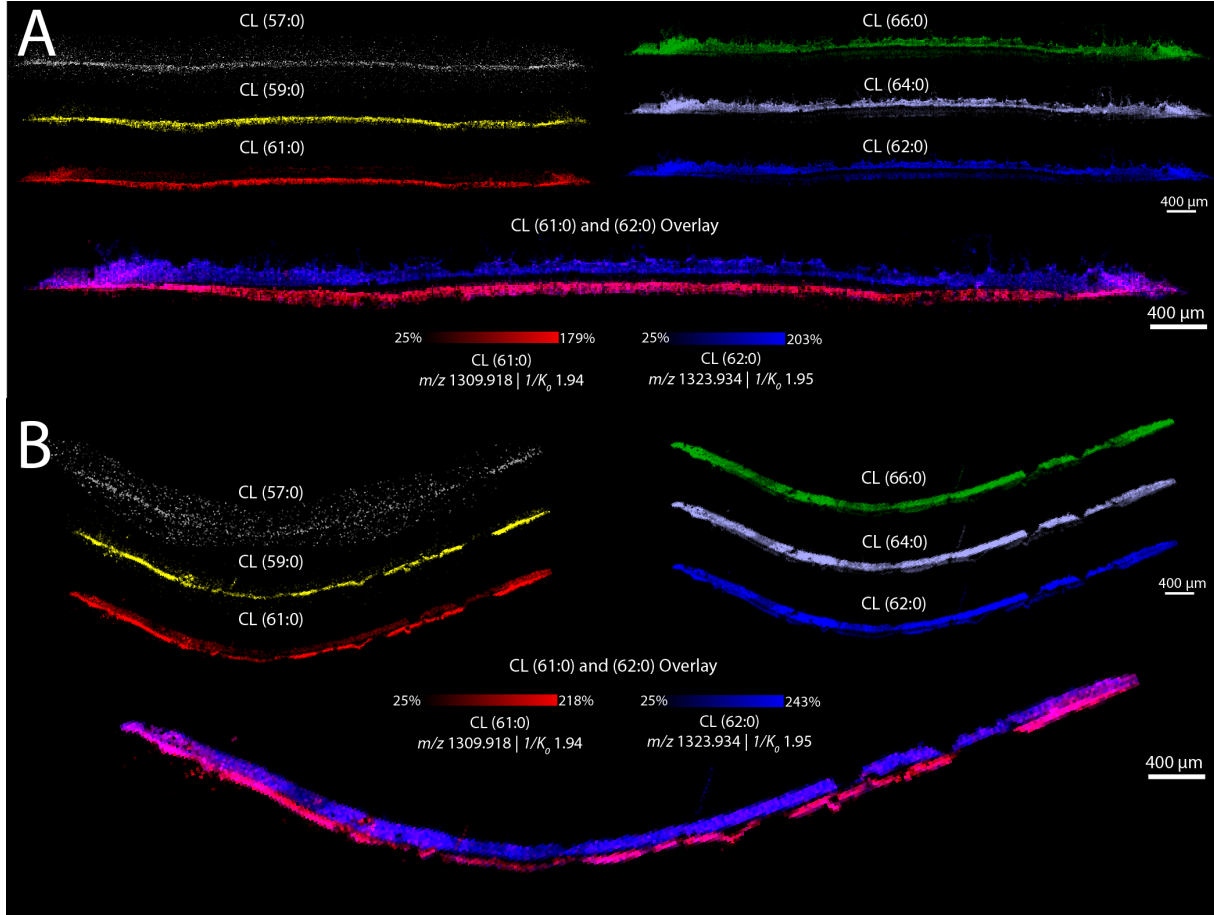 A
CL (57:0)
CL (59:0)
CL (61:0)
CL (66:0)
CL (64:0)
CL (62:0)
400 µm
CL (61:0) and (62:0) Overlay
400 µm
25% 179%
CL (61:0)
m/z 1309.918 | 1/K0 1.94
25% 203%
CL (62:0)
m/z 1323.934 | 1/K0 1.95
B
CL (57:0)
CL (59:0)
CL (61:0)
CL (66:0)
CL (64:0)
CL (62:0)
400 µm
CL (61:0) and (62:0) Overlay
25% 218%
CL (61:0)
m/z 1309.918 | 1/K0 1.94
25% 243%
CL (62:0)
m/z 1323.934 | 1/K0 1.95
400 µm